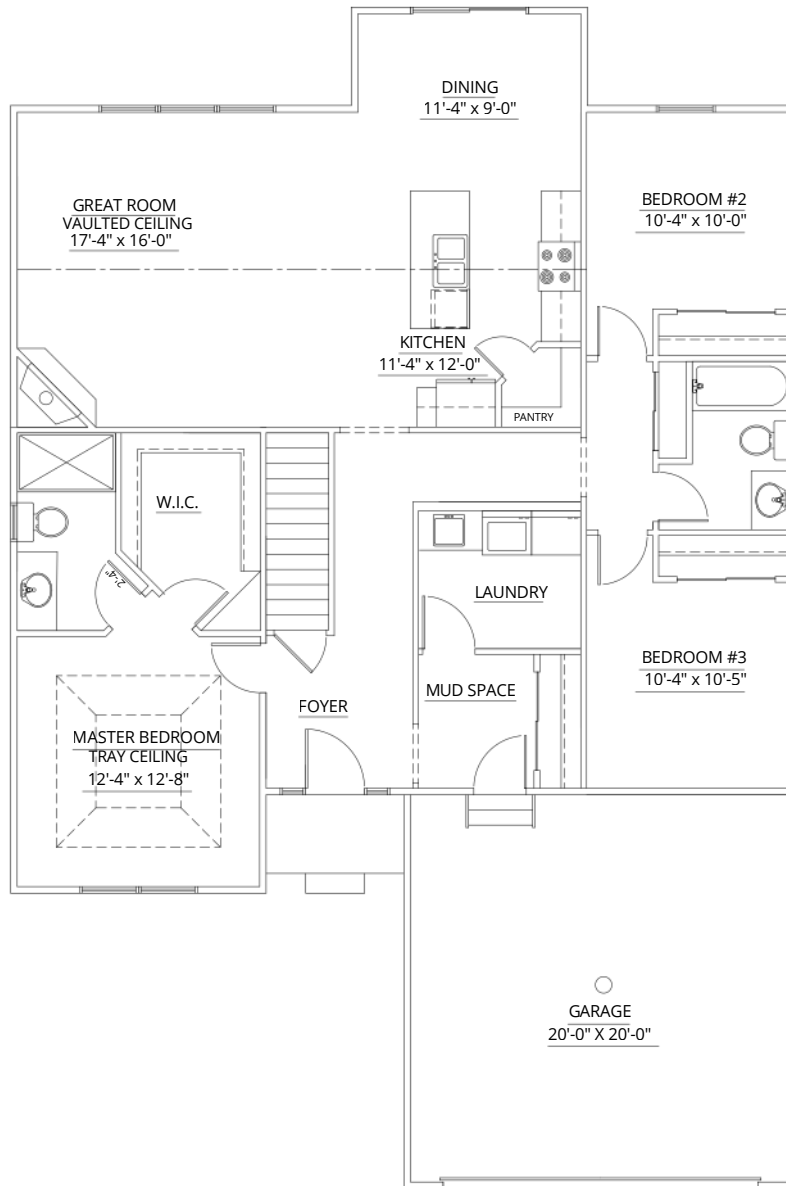 DINING
11'-4" x 9'-0"
GREAT ROOM
VAULTED CEILING
17'-4" x 16'-0"
BEDROOM #2
10'-4" x 10'-0"
KITCHEN
11'-4" x 12'-0"
PANTRY
W.I.C.
2'-4"
LAUNDRY
MUD SPACE
BEDROOM #3
10'-4" x 10'-5"
FOYER
MASTER BEDROOM
TRAY CEILING
12'-4" x 12'-8"
GARAGE
20'-0" X 20'-0"